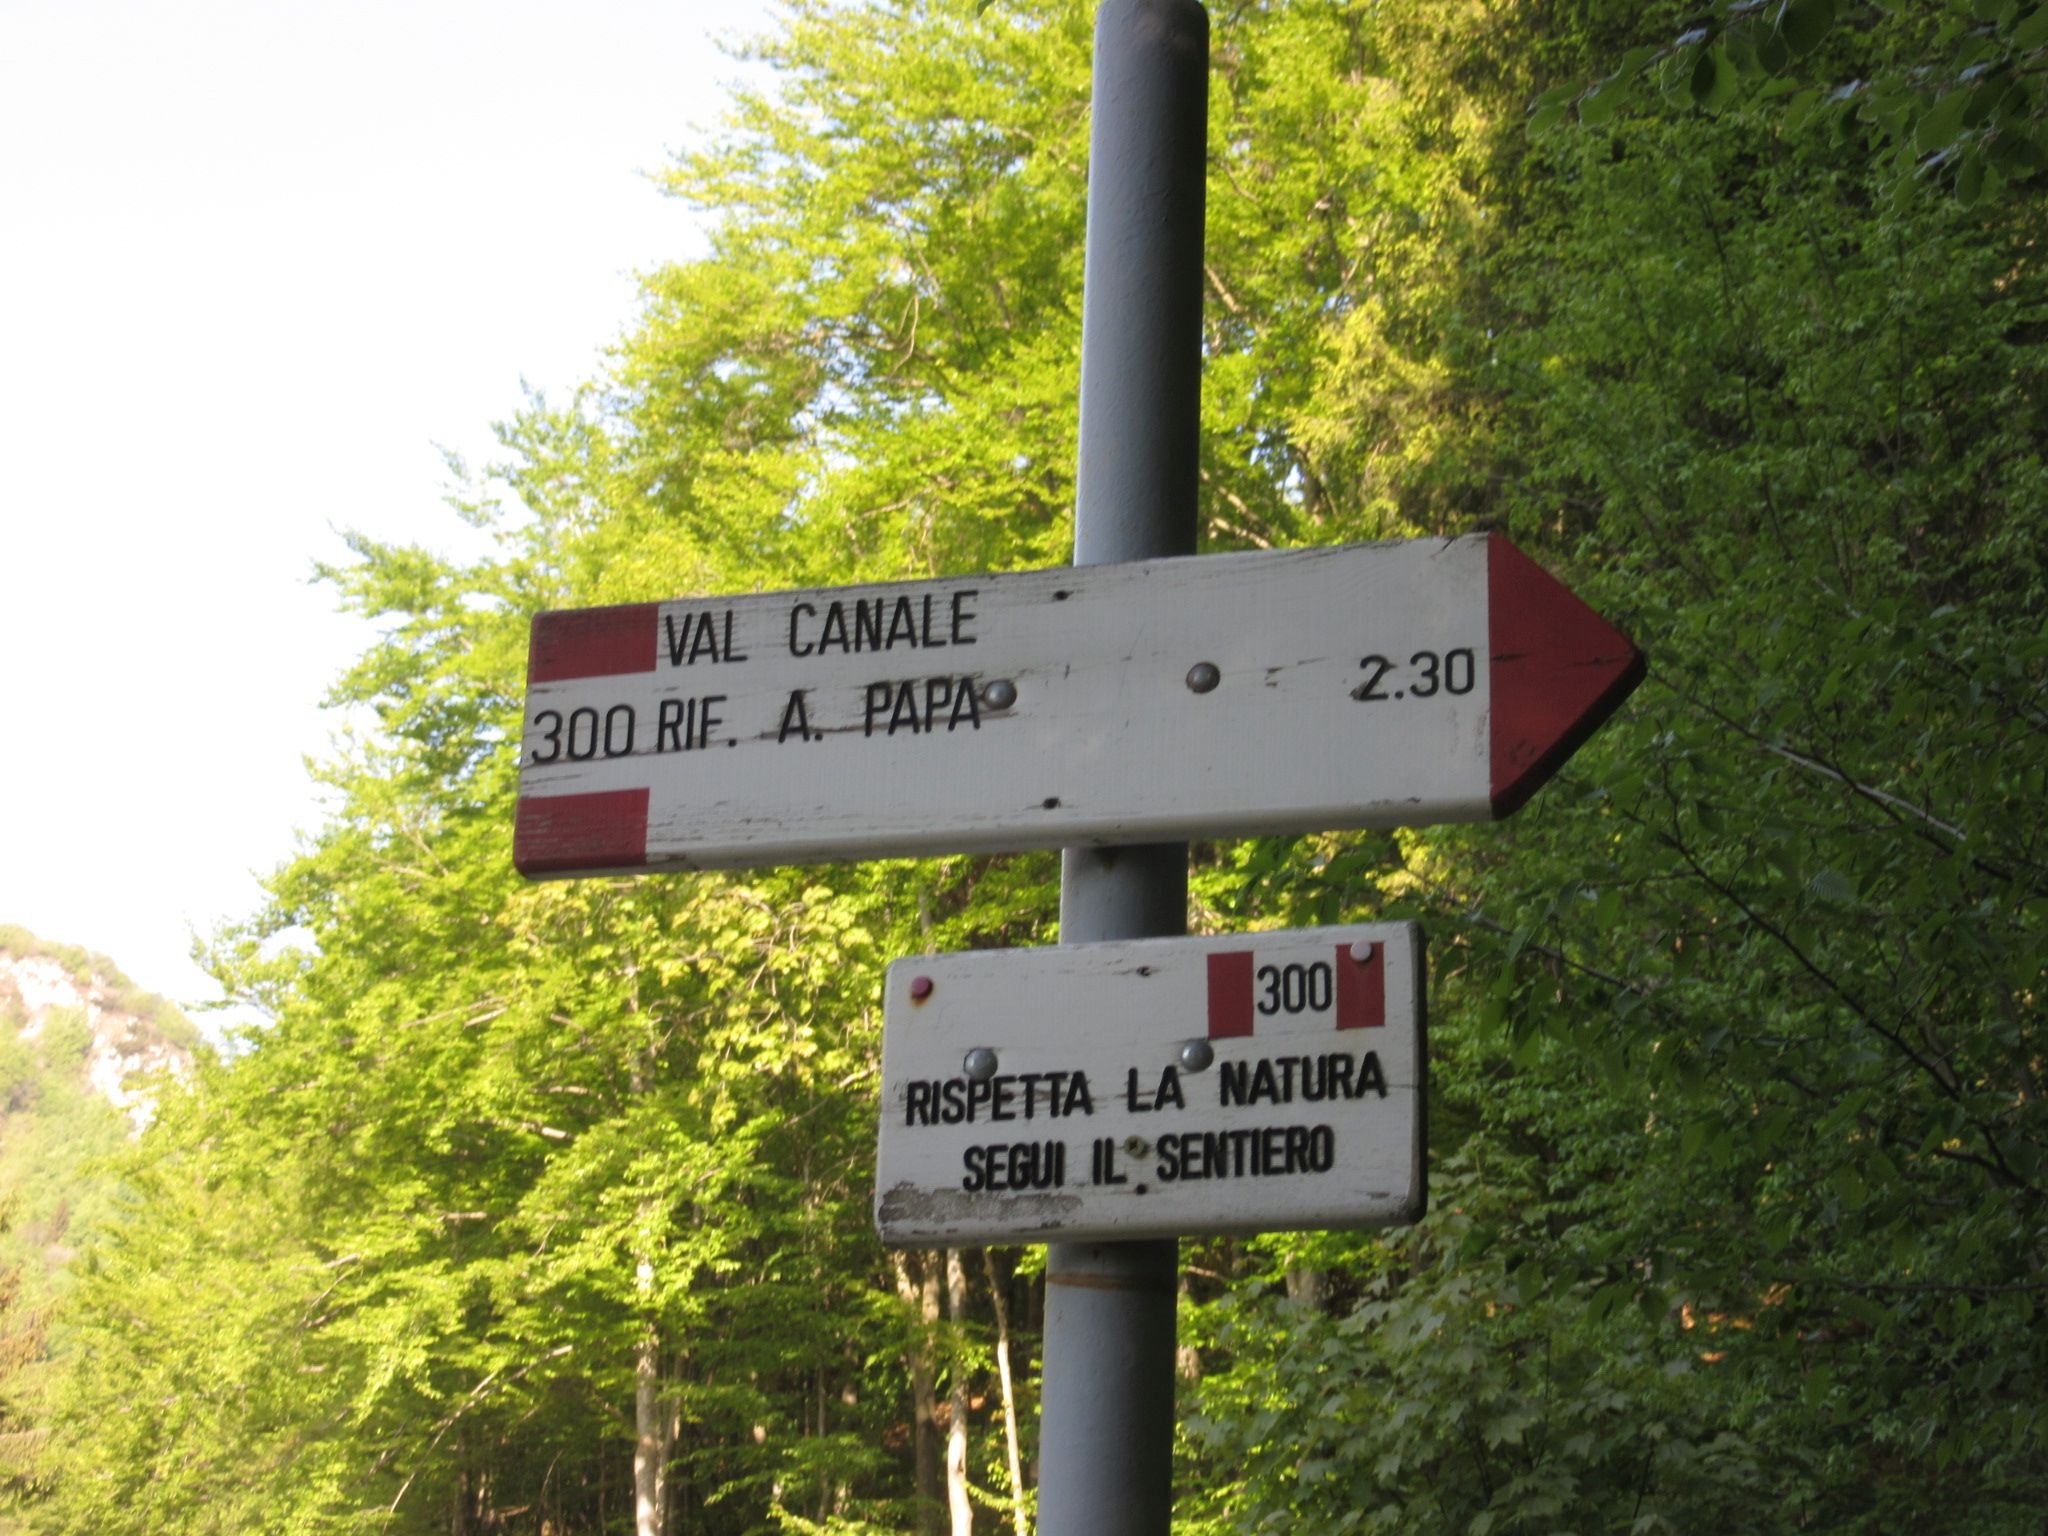 VAL CANALE
300 RIF. A. PAPA 2.30
300
RISPETTA LA NATURA
SEGUI IL SENTIERO